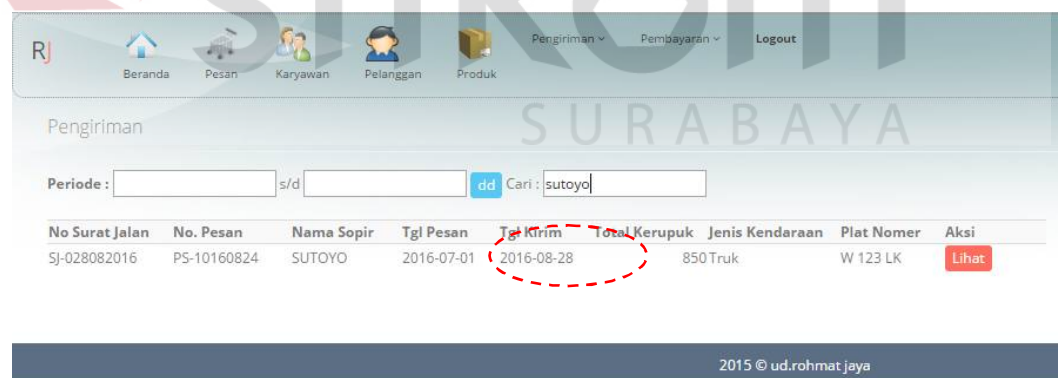 RJ
Beranda Pesan Karyawan Pelanggan Produk Pengiriman Pembayaran Logout
SURABAYA
Pengiriman
Periode : s/d dd Cari : sutoyo
No Surat Jalan No. Pesan Nama Sopir Tgl Pesan Tgl Kirim Total Kerupuk Jenis Kendaraan Plat Nomer Aksi
SJ-028082016 PS-10160824 SUTOYO 2016-07-01 2016-08-28 850 Truk W 123 LK Lihat
2015 © ud.rohmat jaya